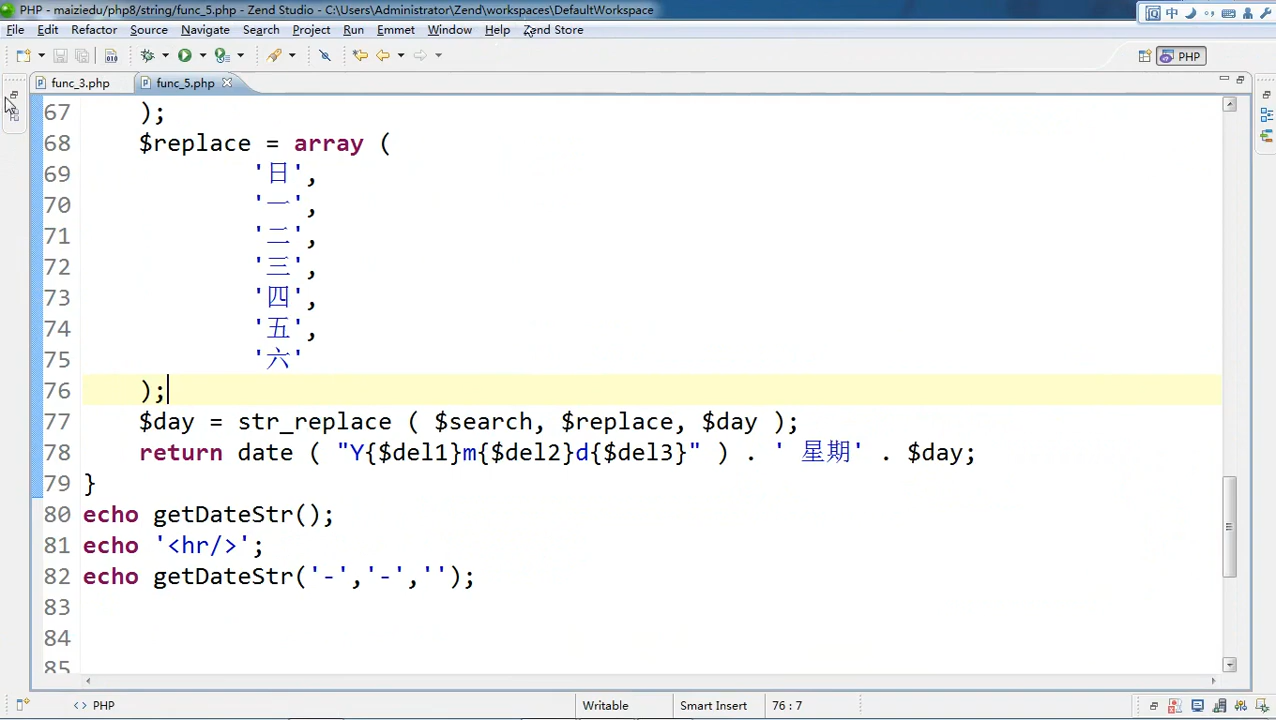 PHP - maiziedu/php8/string/func_5.php - Zend Studio - C:\Users\Administrator\Zend\workspaces\DefaultWorkspace
中
File Edit Refactor Source Navigate Search Project Run Emmet Window Help Zend Store
PHP
func_3.php func_5.php
67 );
68 $replace = array (
69 '日',
70 '一',
71 '二',
72 '三',
73 '四',
74 '五',
75 '六'
76 );
77 $day = str_replace ( $search, $replace, $day );
78 return date ( "Y{$del1}m{$del2}d{$del3}" ) . ' 星期' . $day;
79 }
80 echo getDateStr();
81 echo '<hr/>';
82 echo getDateStr('-','-','');
83
84
85
<> PHP Writable Smart Insert 76 : 7